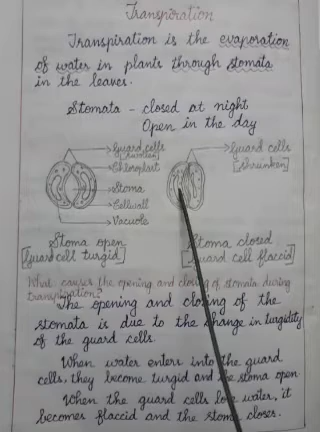 Transpiration
Transpiration is the evaporation
of water in plants through stomata
in the leaves.
Stomata - closed at night
Open in the day
Guard cells
[swollen]
Chloroplast
Stoma
Cellwall
Vacuole
Guard cells
[shrinken]
Stoma open
[Guard cell turgid]
Stoma closed
[Guard cell flaccid]
What causes the opening and closing of stomata during
transpiration?
The opening and closing of the
stomata is due to the change in turgidity
of the guard cells.
When water enters into the guard
cells, they become turgid and the stoma open
When the guard cells lose water, it
becomes flaccid and the stoma closes.